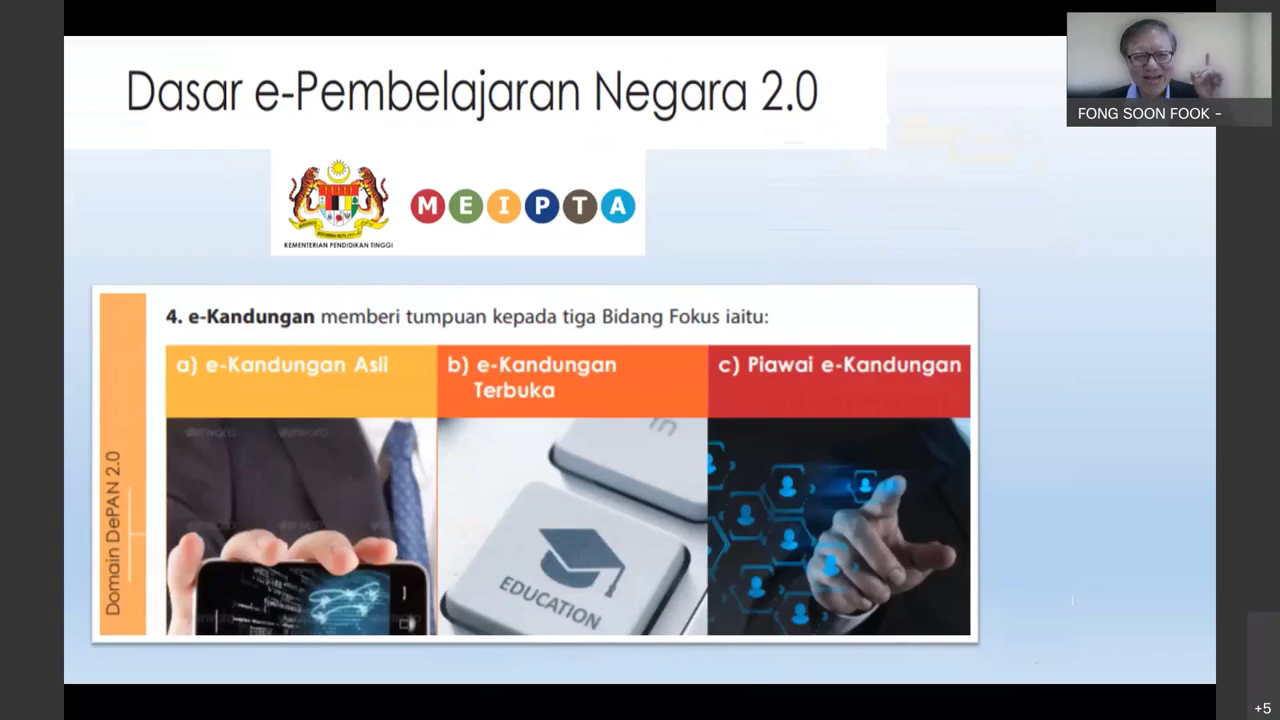 Dasar e-Pembelajaran Negara 2.0
FONG SOON FOOK -
KEMENTERIAN PENDIDIKAN TINGGI
M E I P T A
4. e-Kandungan memberi tumpuan kepada tiga Bidang Fokus iaitu:
a) e-Kandungan Asli
b) e-Kandungan
Terbuka
c) Piawai e-Kandungan
Domain DePAN 2.0
in
EDUCATION
+5